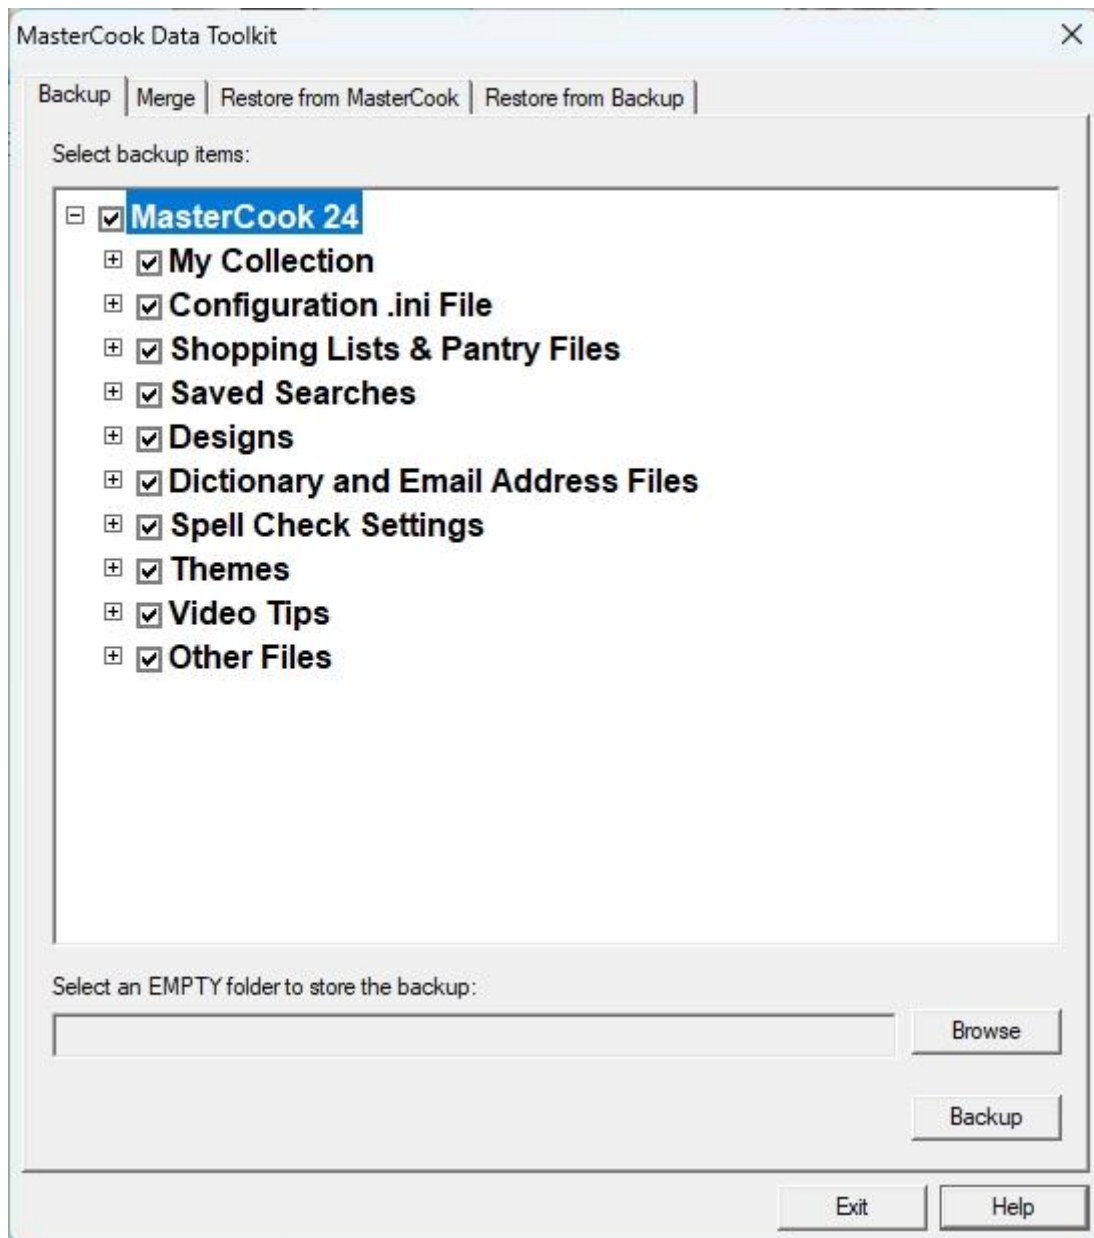 MasterCook Data Toolkit
Backup Merge Restore from MasterCook Restore from Backup
Select backup items:
MasterCook 24
My Collection
Configuration .ini File
Shopping Lists & Pantry Files
Saved Searches
Designs
Dictionary and Email Address Files
Spell Check Settings
Themes
Video Tips
Other Files
Select an EMPTY folder to store the backup:
Browse
Backup
Exit Help